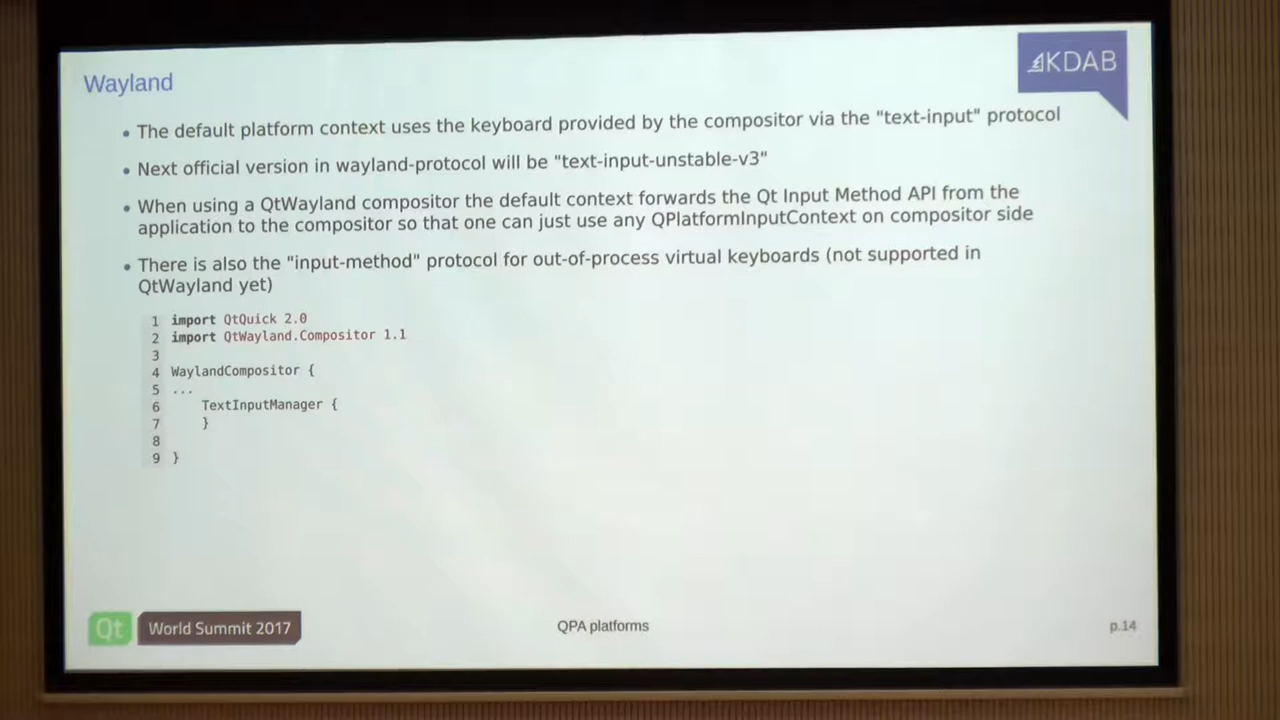 Wayland
KDAB
• The default platform context uses the keyboard provided by the compositor via the "text-input" protocol
• Next official version in wayland-protocol will be "text-input-unstable-v3"
• When using a QtWayland compositor the default context forwards the Qt Input Method API from the
application to the compositor so that one can just use any QPlatformInputContext on compositor side
• There is also the "input-method" protocol for out-of-process virtual keyboards (not supported in
QtWayland yet)
1 import QtQuick 2.0
2 import QtWayland.Compositor 1.1
3
4 WaylandCompositor {
5 ...
6 TextInputManager {
7 }
8
9 }
Qt World Summit 2017
QPA platforms
p.14